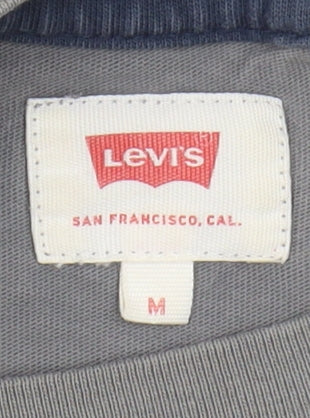 LEVI'S
SAN FRANCISCO, CAL.
M